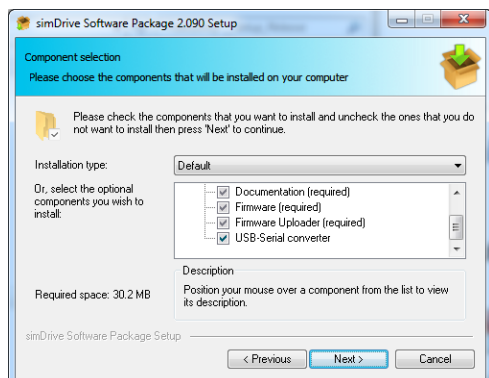 simDrive Software Package 2.090 Setup
Component selection
Please choose the components that will be installed on your computer
Please check the components that you want to install and uncheck the ones that you do
not want to install then press 'Next' to continue.
Installation type:
Default
Or, select the optional
components you wish to
install:
Documentation (required)
Firmware (required)
Firmware Uploader (required)
USB-Serial converter
Description
Required space: 30.2 MB
Position your mouse over a component from the list to view
its description.
simDrive Software Package Setup
< Previous
Next >
Cancel